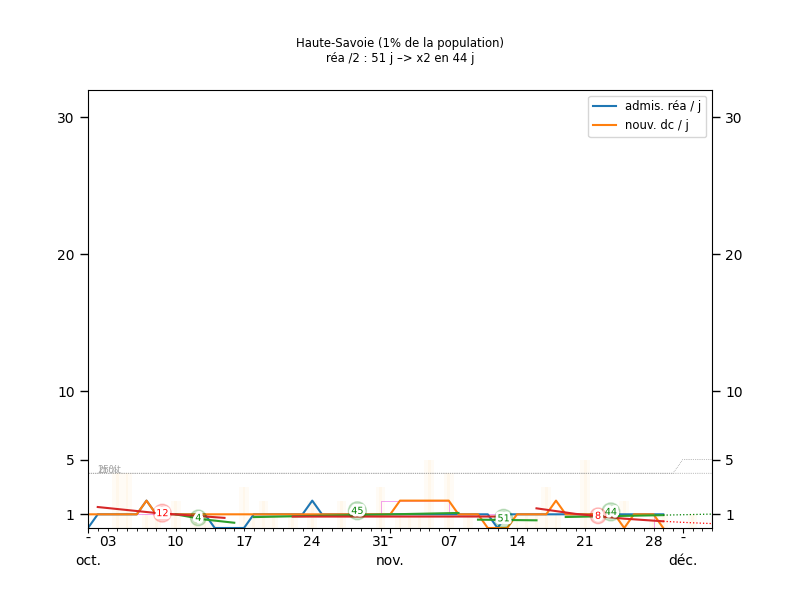 Haute-Savoie (1% de la population)
réa /2 : 51 j –> x2 en 44 j
admis. réa / j
nouv. dc / j
30 30
20 20
10 10
5 5
1 1
12 4 45 51 8 44
- 03 10 17 24 31 - 07 14 21 28 -
oct. nov. déc.